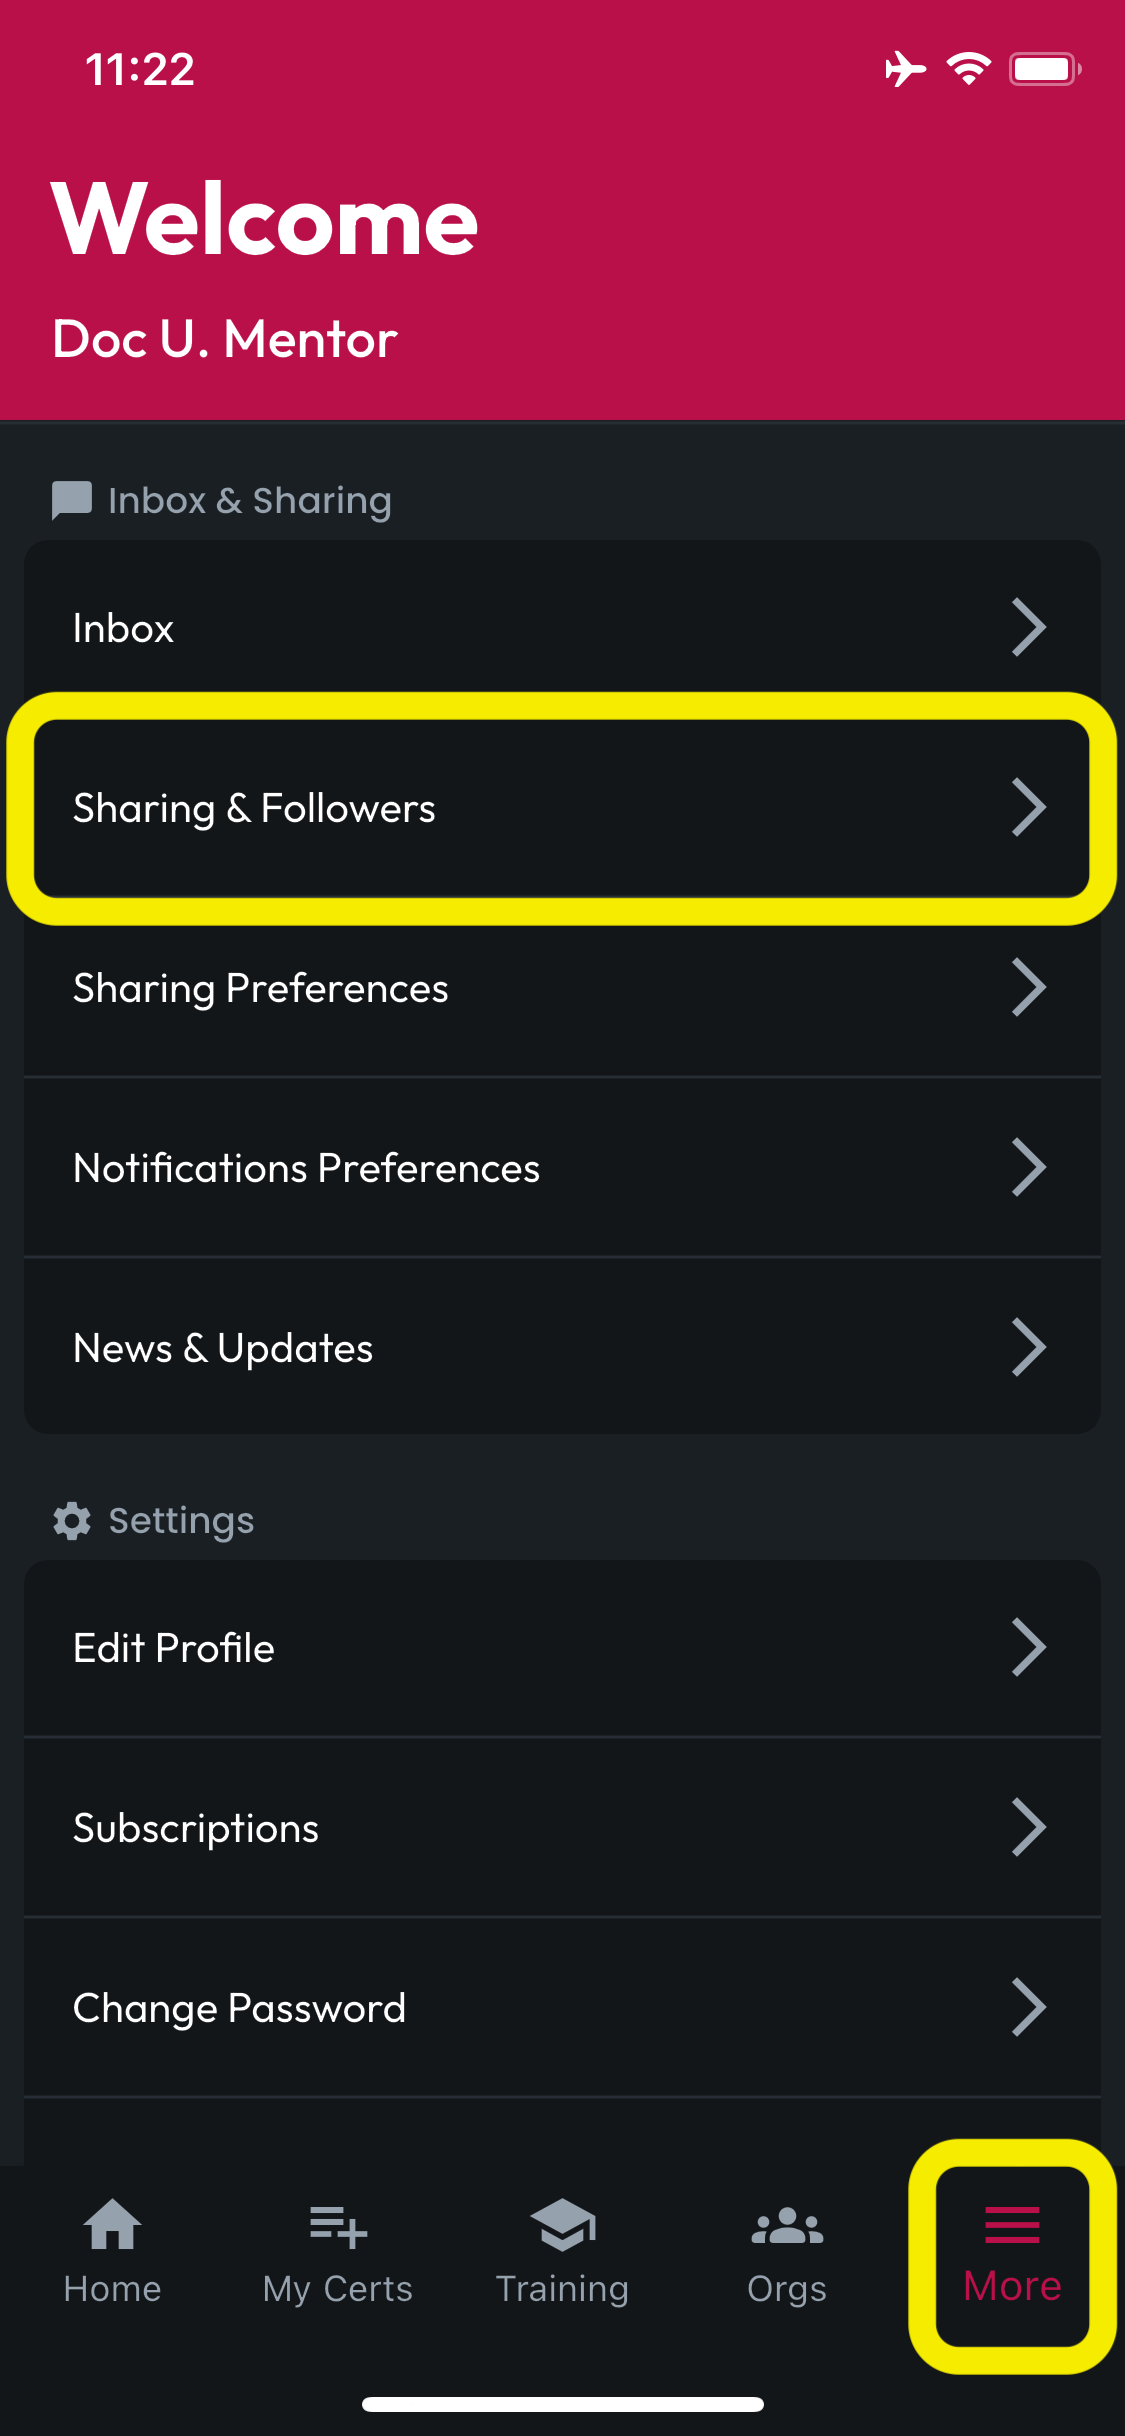 11:22
Welcome
Doc U. Mentor
Inbox & Sharing
Inbox
Sharing & Followers
Sharing Preferences
Notifications Preferences
News & Updates
Settings
Edit Profile
Subscriptions
Change Password
Home
My Certs
Training
Orgs
More